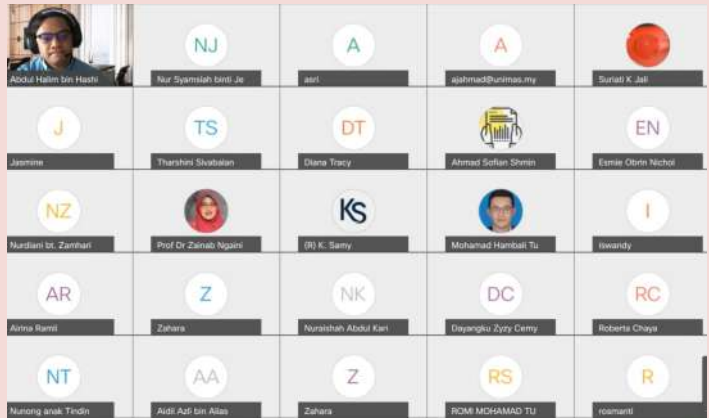 Abdul Halim bin Hashi
NJ
Nur Syamsiah binti Je
A
asri
A
ajahmad@unimas.my
Suriati K Jali
J
Jasmine
TS
Tharshini Sivabalan
DT
Diana Tracy
Ahmad Sofian Shmin
EN
Esmie Obrin Nichol
NZ
Nurdiani bt. Zamhari
Prof Dr Zainab Ngaini
KS
(R) K. Samy
Mohamad Hambali Tu
I
iswandy
AR
Airina Ramli
Z
Zahara
NK
Nuraishah Abdul Kari
DC
Dayangku Zyzy Cemy
RC
Roberta Chaya
NT
Nunong anak Tindin
AA
Aidil Azli bin Ailas
Z
Zahara
RS
ROMI MOHAMAD TU
R
rosmanti